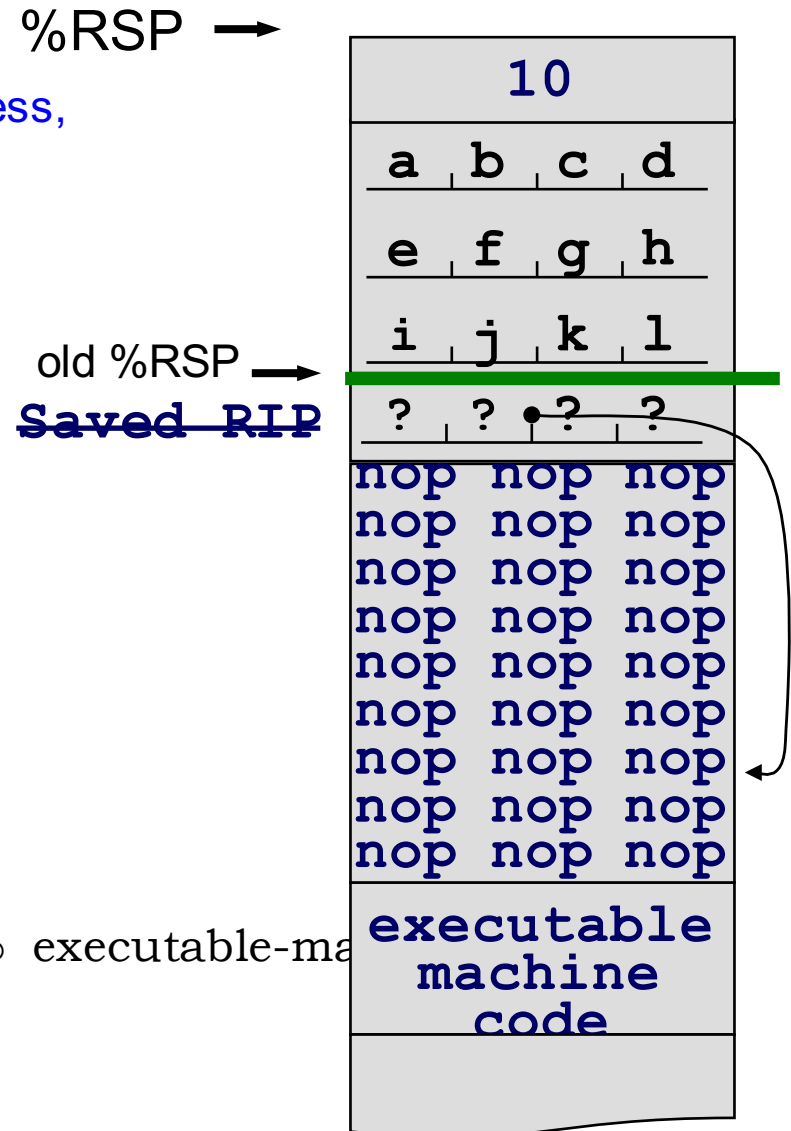 %RSP
10
ess,
a b c d
e f g h
i j k l
old %RSP
Saved RIP
? ? ? ?
nop nop nop
nop nop nop
nop nop nop
nop nop nop
nop nop nop
nop nop nop
nop nop nop
nop nop nop
nop nop nop
executable-ma
executable
machine
code